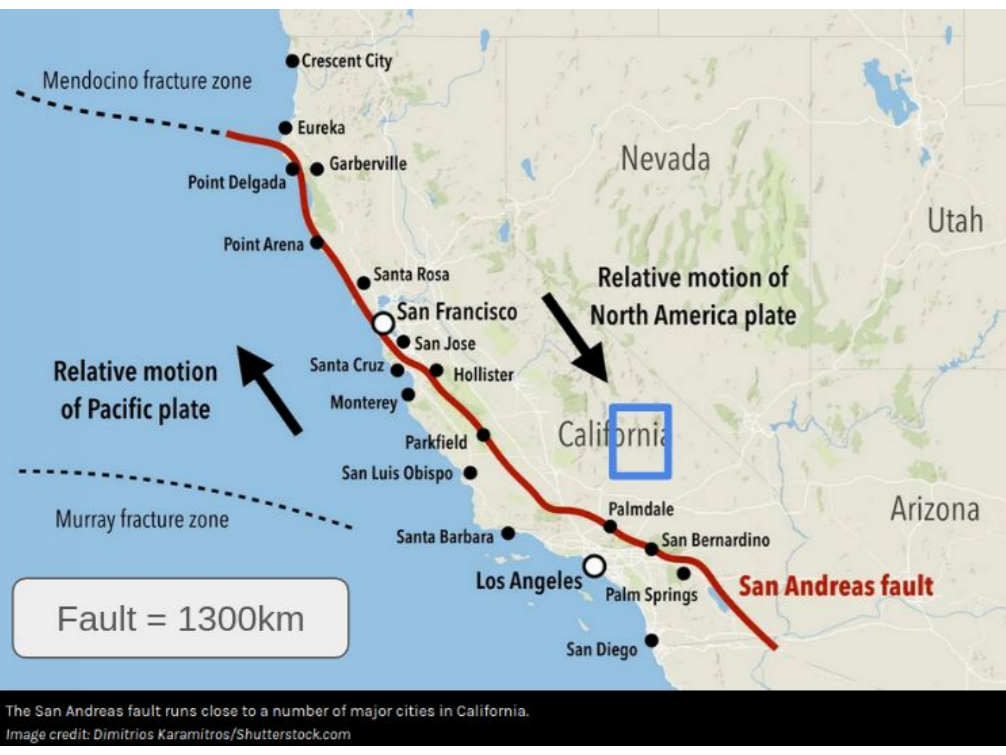 Crescent City
Mendocino fracture zone
Eureka
Garberville
Point Delgada
Nevada
Utah
Point Arena
Santa Rosa
Relative motion of
North America plate
San Francisco
San Jose
Santa Cruz
Hollister
Relative motion
of Pacific plate
Monterey
California
Parkfield
San Luis Obispo
Murray fracture zone
Palmdale
Arizona
Santa Barbara
San Bernardino
Los Angeles
Palm Springs
San Andreas fault
Fault = 1300km
San Diego
The San Andreas fault runs close to a number of major cities in California.
Image credit: Dimitrios Karamitros/Shutterstock.com